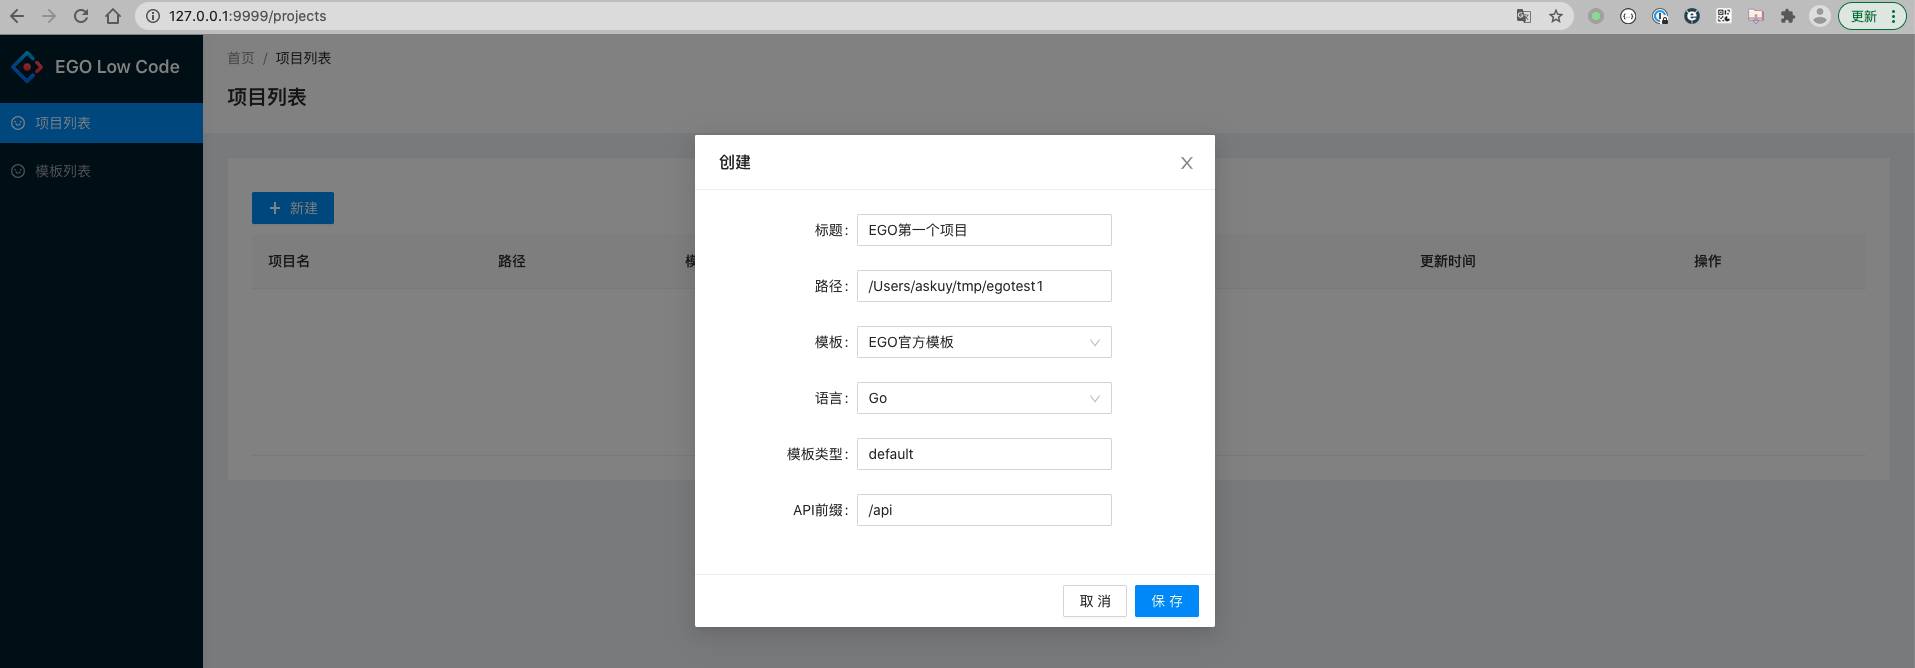 127.0.0.1:9999/projects
更新
EGO Low Code
首页 / 项目列表
项目列表
项目列表
模板列表
新建
项目名 路径 更新时间 操作
创建
标题: EGO第一个项目
路径: /Users/askuy/tmp/egotest1
模板: EGO官方模板
语言: Go
模板类型: default
API前缀: /api
取 消 保 存